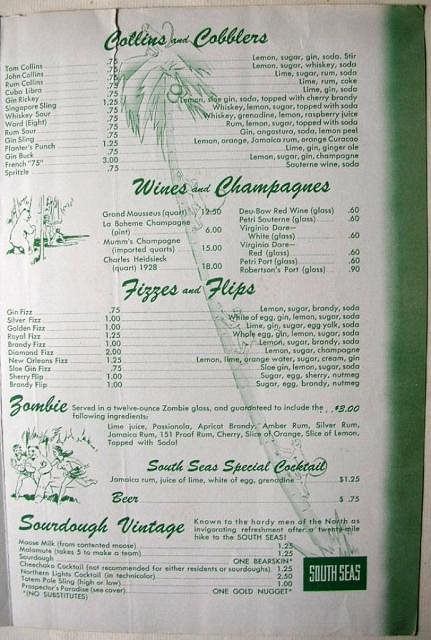 Collins and Cobblers
Tom Collins .75 Lemon, sugar, gin, soda. Stir
John Collins .75 Lemon, sugar, whiskey, soda
Rum Collins .75 Lime, sugar, rum, soda
Cuba Libra .75 Lime, rum, coke
Gin Rickey .75 Lime, gin, soda
Singapore Sling 1.25 Lemon, sloe gin, soda, topped with cherry brandy
Whiskey Sour .75 Whiskey, lemon, sugar, topped with soda
Ward (Eight) .75 Whiskey, grenadine, lemon, raspberry juice
Rum Sour .75 Rum, lemon, sugar, topped with soda
Gin Sling .75 Gin, angastura, soda, lemon peel
Planter's Punch 1.25 Lemon, orange, Jamaica rum, orange Curacao
Gin Buck .75 Lime, gin, ginger ale
French "75" 3.00 Lemon, sugar, gin, champagne
Spritzle .75 Sauterne wine, soda
Wines and Champagnes
Grand Mousseux (quart) 12.50 Deu-Bow Red Wine (glass) .60
La Boheme Champagne (pint) 6.00 Petri Sauterne (glass) .60
Mumm's Champagne (imported quarts) 15.00 Virginia Dare— White (glass) .60
Charles Heidsieck (quart) 1928 18.00 Virginia Dare— Red (glass) .60
Petri Port (glass) .60
Robertson's Port (glass) .90
Fizzes and Flips
Gin Fizz .75 Lemon, sugar, brandy, soda
Silver Fizz 1.00 White of egg, gin, lemon, sugar, soda
Golden Fizz 1.00 Lime, gin, sugar, egg yolk, soda
Royal Fizz 1.25 Whole egg, gin, lemon, sugar, soda
Brandy Fizz 1.00 Lemon, sugar, brandy, soda
Diamond Fizz 2.00 Lemon, sugar, champagne
New Orleans Fizz 1.25 Lemon, lime, orange water, sugar, cream, gin
Sloe Gin Fizz .75 Sloe gin, lemon, sugar, soda
Sherry Flip 1.00 Sugar, egg, sherry, nutmeg
Brandy Flip 1.00 Sugar, egg, brandy, nutmeg
Zombie Served in a twelve-ounce Zombie glass, and guaranteed to include the following ingredients: $3.00
Lime juice, Passionola, Apricot Brandy, Amber Rum, Silver Rum,
Jamaica Rum, 151 Proof Rum, Cherry, Slice of Orange, Slice of Lemon,
Topped with Soda!
South Seas Special Cocktail
Jamaica rum, juice of lime, white of egg, grenadine $1.25
Beer $ .75
Sourdough Vintage
Known to the hardy men of the North as
invigorating refreshment after a twenty-mile
hike to the SOUTH SEAS!
Moose Milk (from contented moose) 1.25
Malamute (takes 5 to make a team) 1.25
Sourdough ONE BEARSKIN*
Cheechako Cocktail (not recommended for either residents or sourdoughs) 1.25
Northern Lights Cocktail (in technicolor) 2.50
Totem Pole Sling (high or low) 1.00
Prospector's Paradise (see cover) ONE GOLD NUGGET*
*(NO SUBSTITUTES)
SOUTH SEAS